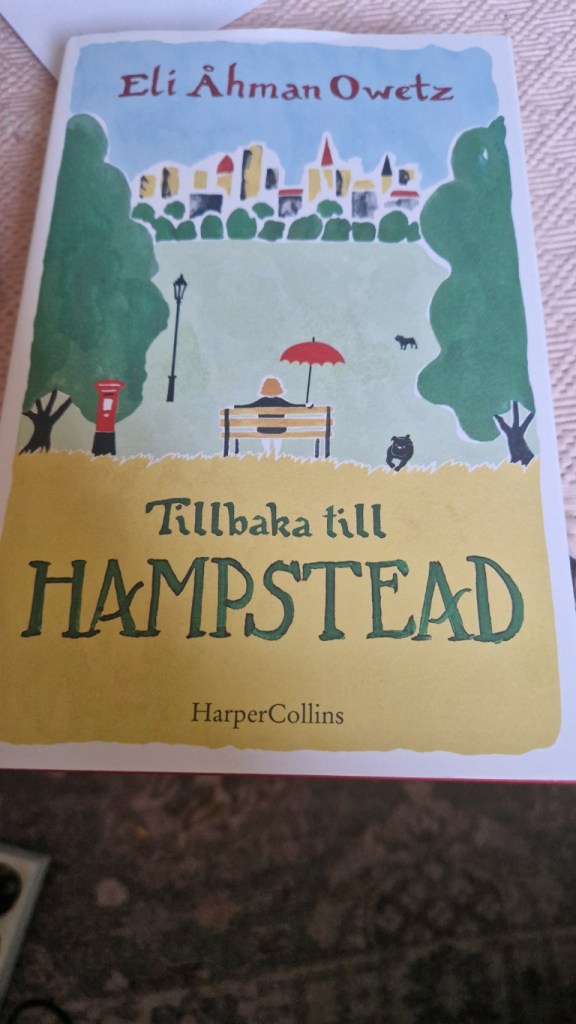 Eli Åhman Owetz
Tillbaka till
HAMPSTEAD
HarperCollins